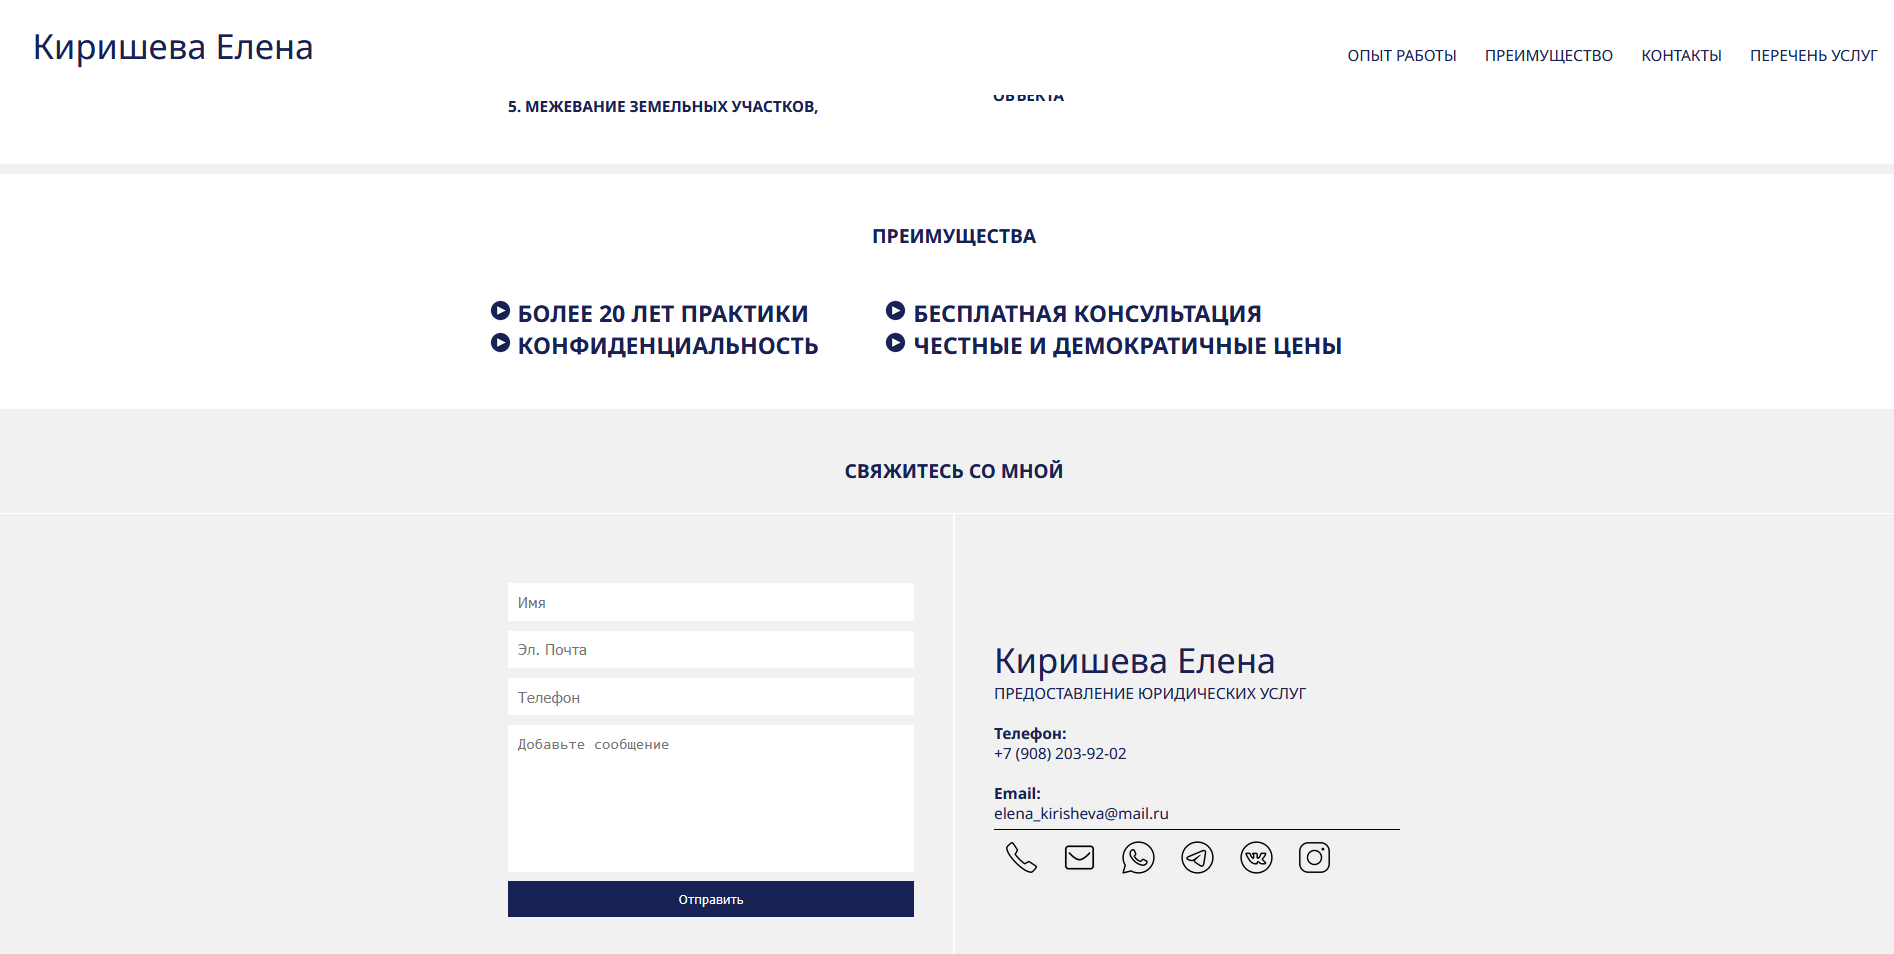 Киришева Елена
ОПЫТ РАБОТЫ
ПРЕИМУЩЕСТВО
КОНТАКТЫ
ПЕРЕЧЕНЬ УСЛУГ
5. МЕЖЕВАНИЕ ЗЕМЕЛЬНЫХ УЧАСТКОВ,
ОБЪЕКТА
ПРЕИМУЩЕСТВА
БОЛЕЕ 20 ЛЕТ ПРАКТИКИ
КОНФИДЕНЦИАЛЬНОСТЬ
БЕСПЛАТНАЯ КОНСУЛЬТАЦИЯ
ЧЕСТНЫЕ И ДЕМОКРАТИЧНЫЕ ЦЕНЫ
СВЯЖИТЕСЬ СО МНОЙ
Имя
Эл. Почта
Телефон
Добавьте сообщение
Отправить
Киришева Елена
ПРЕДОСТАВЛЕНИЕ ЮРИДИЧЕСКИХ УСЛУГ
Телефон:
+7 (908) 203-92-02
Email:
elena_kirisheva@mail.ru